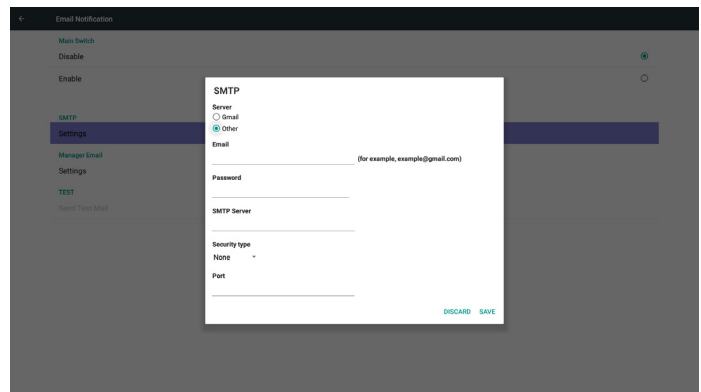 Email Notification
Main Switch
Disable
Enable
SMTP
Settings
Manager Email
Settings
TEST
Send Test Mail
SMTP
Server
Gmail
Other
Email
(for example, example@gmail.com)
Password
SMTP Server
Security type
None
Port
DISCARD SAVE